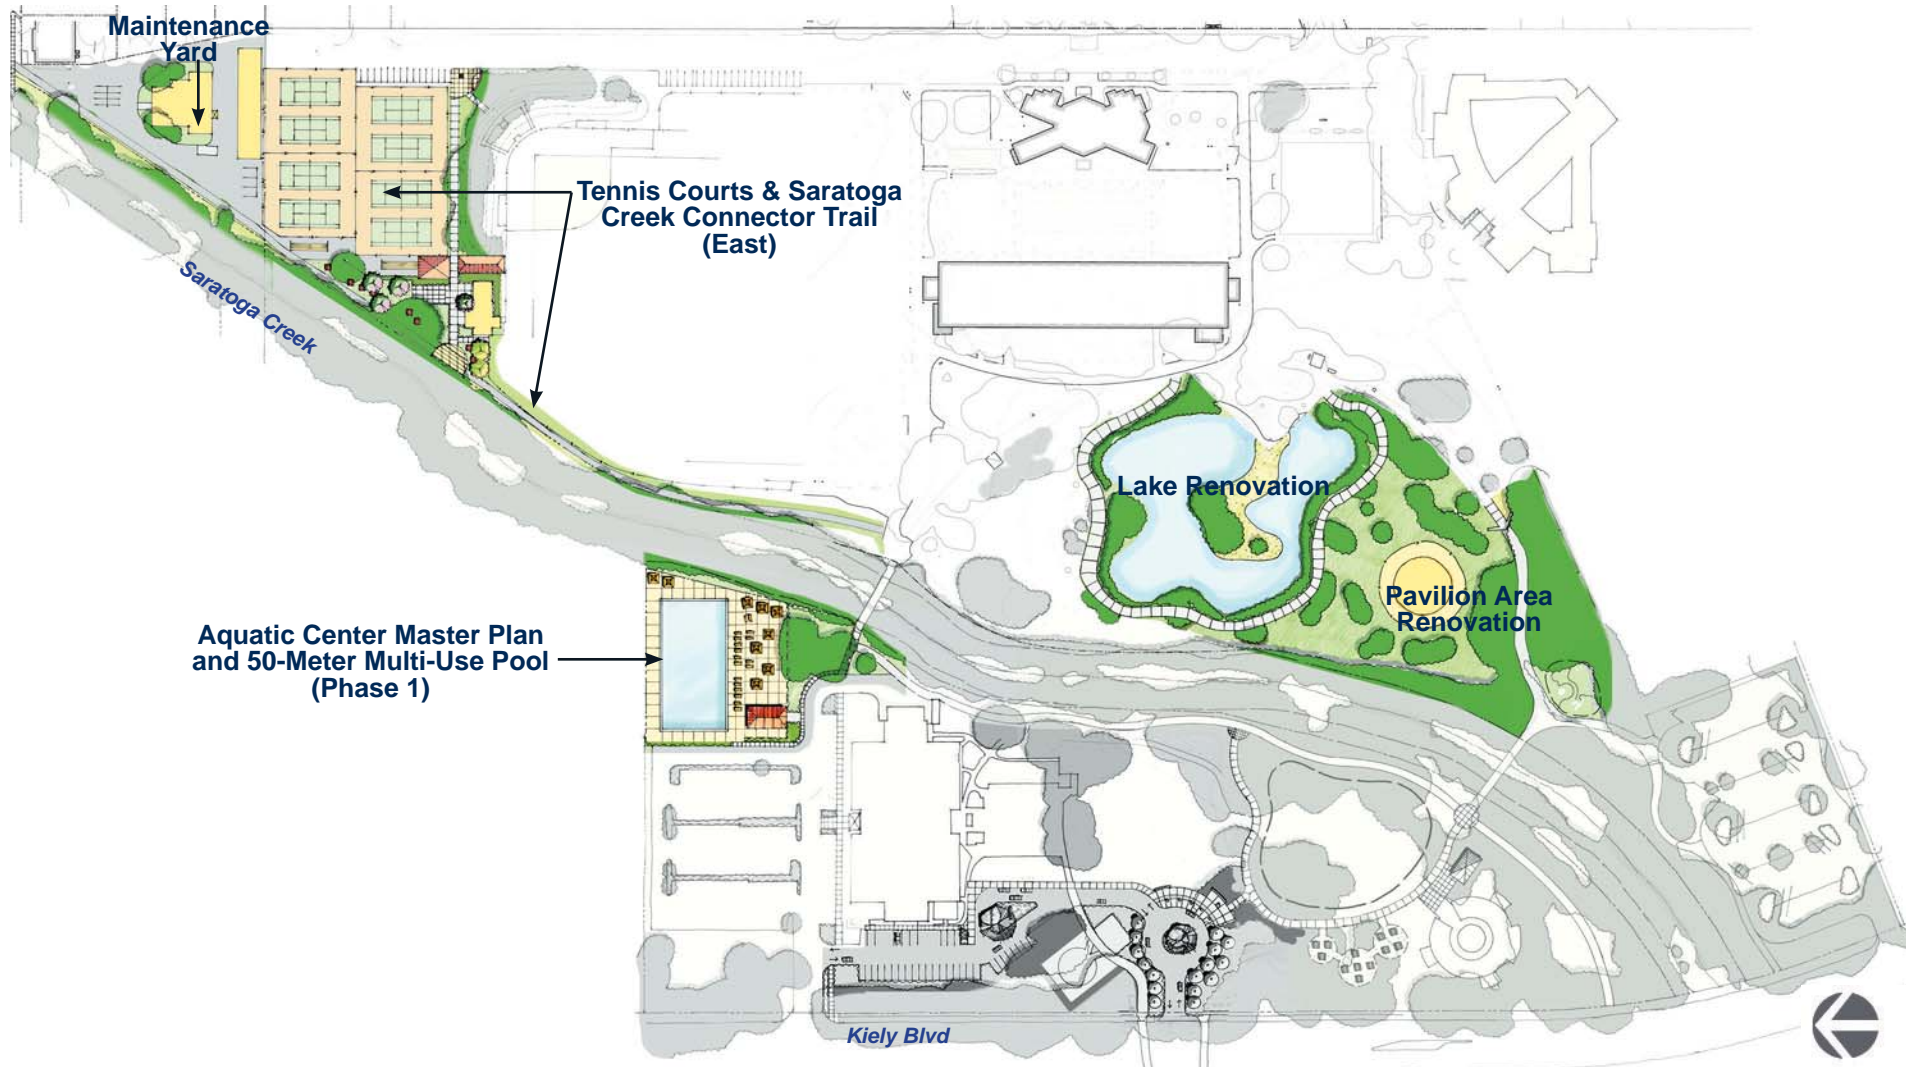 Maintenance
Yard
Tennis Courts & Saratoga
Creek Connector Trail
(East)
Saratoga Creek
Lake Renovation
Pavilion Area
Renovation
Aquatic Center Master Plan
and 50-Meter Multi-Use Pool
(Phase 1)
Kiely Blvd